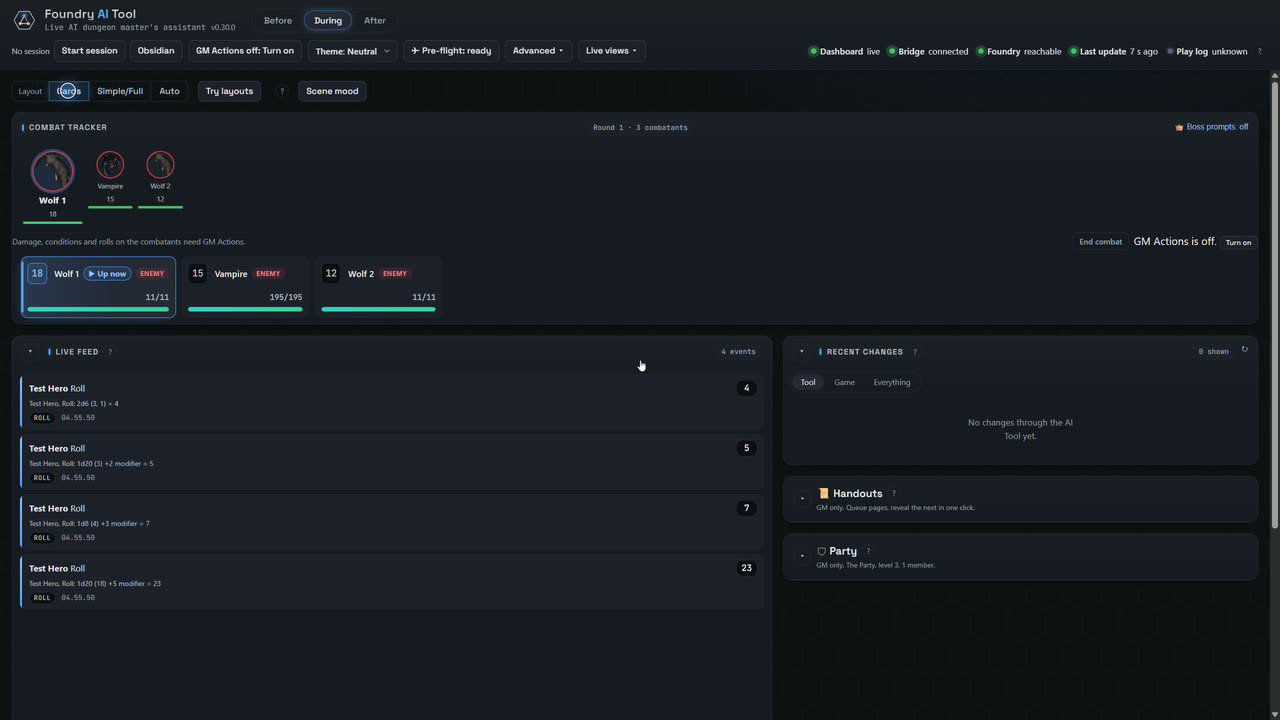 Foundry AI Tool
Live AI dungeon master's assistant v0.30.0
Before During After
No session Start session Obsidian GM Actions off: Turn on Theme: Neutral Pre-flight: ready Advanced Live views
Dashboard live Bridge connected Foundry reachable Last update 7 s ago Play log unknown ?
Layout Cards Simple/Full Auto Try layouts ? Scene mood
COMBAT TRACKER
Round 1 · 3 combatants
Boss prompts: off
Wolf 1
18
Vampire
15
Wolf 2
12
Damage, conditions and rolls on the combatants need GM Actions.
End combat GM Actions is off. Turn on
18 Wolf 1 Up now ENEMY
11/11
15 Vampire ENEMY
195/195
12 Wolf 2 ENEMY
11/11
LIVE FEED ?
4 events
Test Hero Roll
4
Test Hero, Roll: 2d6 (3, 1) = 4
ROLL 04.55.50
Test Hero Roll
5
Test Hero, Roll: 1d20 (3) +2 modifier = 5
ROLL 04.55.50
Test Hero Roll
7
Test Hero, Roll: 1d8 (4) +3 modifier = 7
ROLL 04.55.50
Test Hero Roll
23
Test Hero, Roll: 1d20 (18) +5 modifier = 23
ROLL 04.55.50
RECENT CHANGES ?
0 shown
Tool Game Everything
No changes through the AI
Tool yet.
Handouts ?
GM only. Queue pages, reveal the next in one click.
Party ?
GM only. The Party, level 3, 1 member.